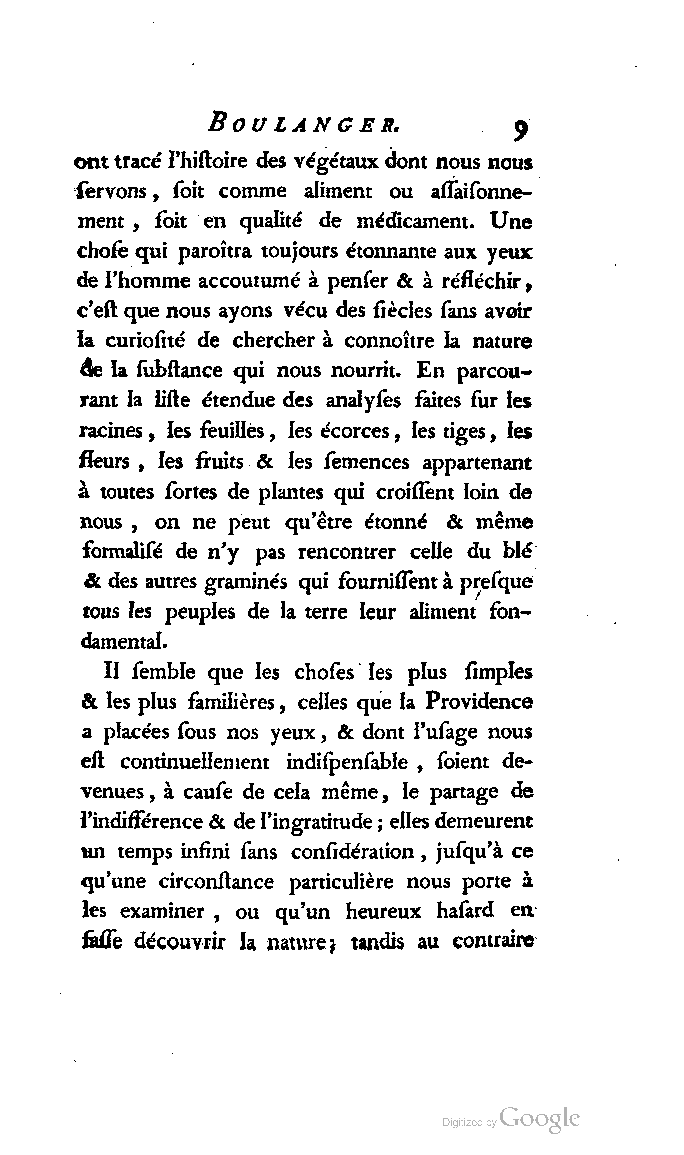 BOULANGER. 9
ont tracé l'hiſtoire des végétaux dont nous nous
ſervons, ſoit comme aliment ou aſſaiſonne-
ment, ſoit en qualité de médicament. Une
choſe qui paroîtra toujours étonnante aux yeux
de l'homme accoutumé à penſer & à réfléchir,
c'eſt que nous ayons vécu des ſiècles ſans avoir
la curioſité de chercher à connoître la nature
de la ſubſtance qui nous nourrit. En parcou-
rant la liſte étendue des analyſes faites ſur les
racines, les feuilles, les écorces, les tiges, les
fleurs, les fruits & les ſemences appartenant
à toutes ſortes de plantes qui croiſſent loin de
nous, on ne peut qu'être étonné & même
formaliſé de n'y pas rencontrer celle du blé
& des autres graminés qui fourniſſent à preſque
tous les peuples de la terre leur aliment fon-
damental.
Il ſemble que les choſes les plus ſimples
& les plus familières, celles que la Providence
a placées ſous nos yeux, & dont l'uſage nous
eſt continuellement indiſpenſable, ſoient de-
venues, à cauſe de cela même, le partage de
l'indifférence & de l'ingratitude; elles demeurent
un temps infini ſans conſidération, juſqu'à ce
qu'une circonſtance particulière nous porte à
les examiner, ou qu'un heureux haſard en
faſſe découvrir la nature; tandis au contraire
Digitized by Google